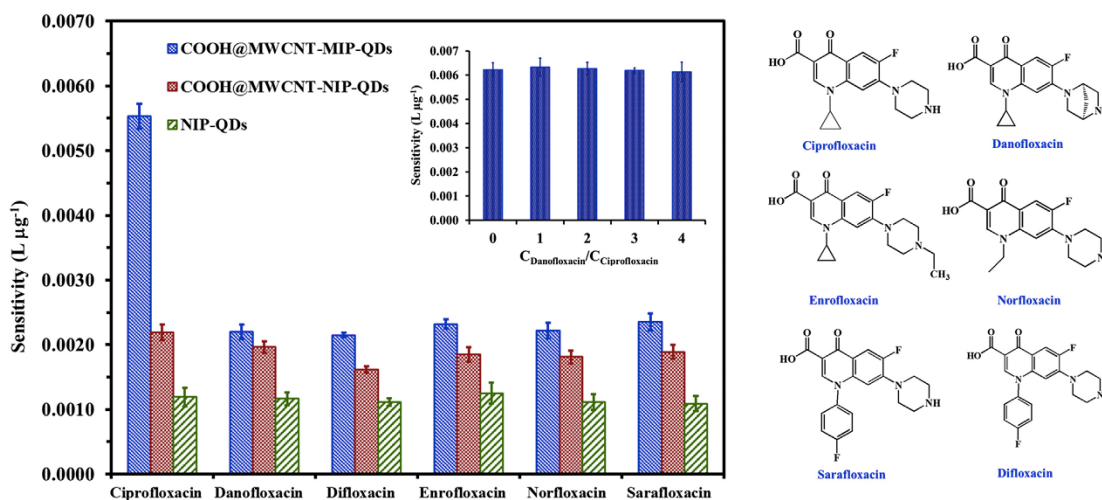 0.0070
0.0060
0.0050
0.0040
0.0030
0.0020
0.0010
0.0000
Sensitivity (L μg⁻¹)
COOH@MWCNT-MIP-QDs
COOH@MWCNT-NIP-QDs
NIP-QDs
Ciprofloxacin Danofloxacin Difloxacin Enrofloxacin Norfloxacin Sarafloxacin
0.007
0.006
0.005
0.004
0.003
0.002
0.001
0.000
Sensitivity (L μg⁻¹)
0 1 2 3 4
C_Danofloxacin/C_Ciprofloxacin
O O
HO F
N N
NH
Ciprofloxacin
O O
HO F
N N
N
Danofloxacin
O O
HO F
N N
N
CH₃
Enrofloxacin
O O
HO F
N N
N
Norfloxacin
O O
HO F
N N
NH
F
Sarafloxacin
O O
HO F
N N
N
F
Difloxacin